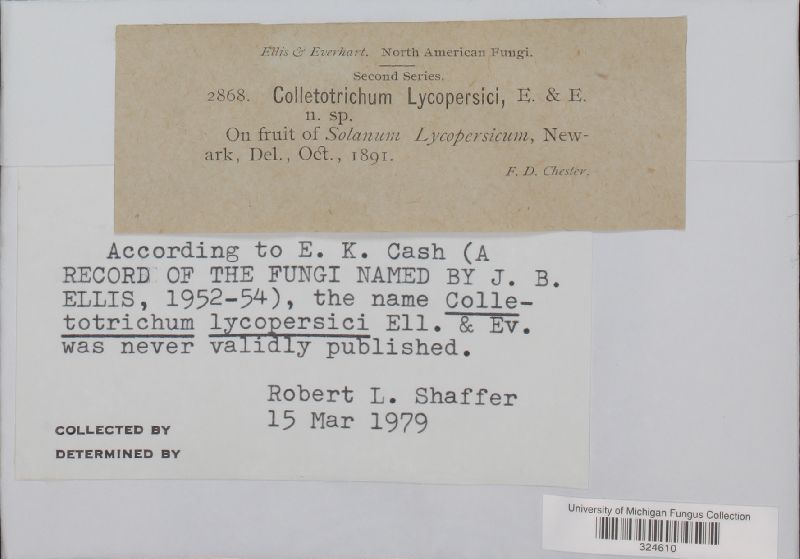 Ellis & Everhart. North American Fungi.
Second Series.
2868. Colletotrichum Lycopersici, E. & E.
n. sp.
On fruit of Solanum Lycopersicum, New-
ark, Del., Oct., 1891.
F. D. Chester.
According to E. K. Cash (A
RECORD OF THE FUNGI NAMED BY J. B.
ELLIS, 1952-54), the name Colle-
totrichum lycopersici Ell. & Ev.
was never validly published.
Robert L. Shaffer
15 Mar 1979
COLLECTED BY
DETERMINED BY
University of Michigan Fungus Collection
324610